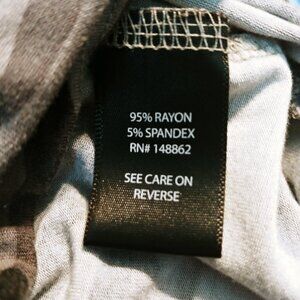 95% RAYON
5% SPANDEX
RN# 148862
SEE CARE ON
REVERSE